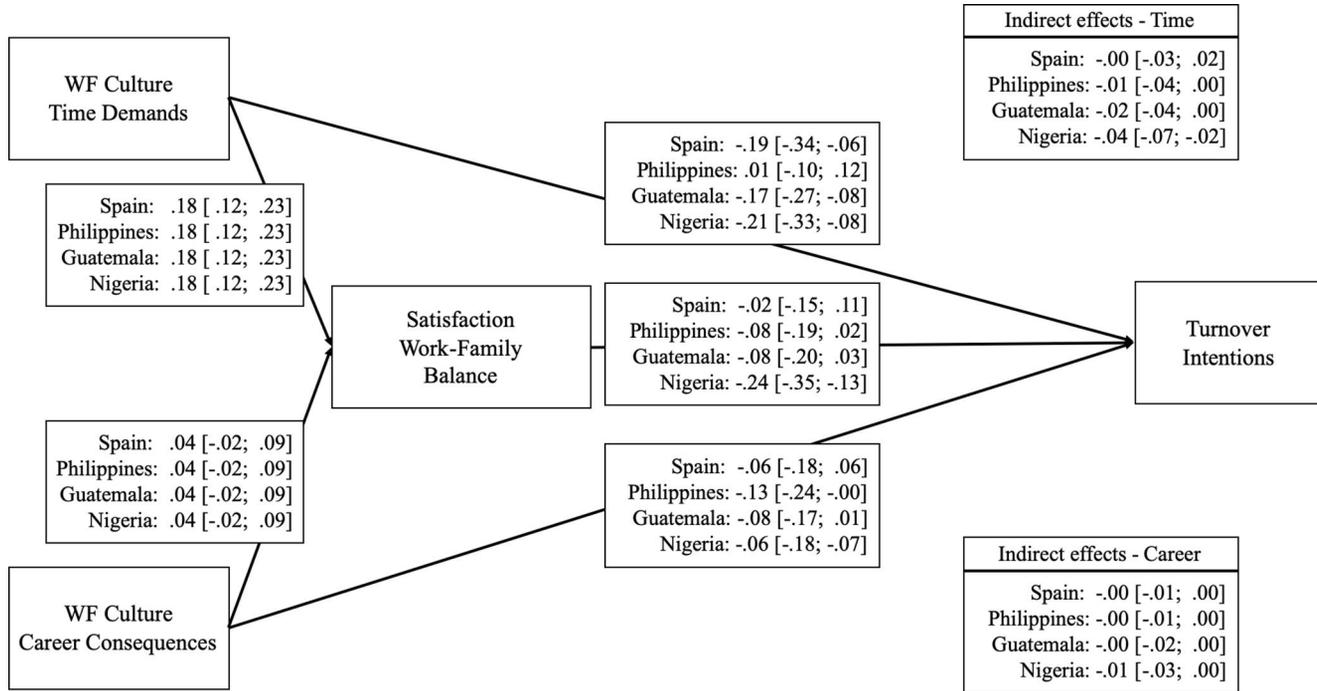 Indirect effects - Time
Spain: -.00 [-.03; .02]
Philippines: -.01 [-.04; .00]
Guatemala: -.02 [-.04; .00]
Nigeria: -.04 [-.07; -.02]
WF Culture
Time Demands
Spain: -.19 [-.34; -.06]
Philippines: .01 [-.10; .12]
Guatemala: -.17 [-.27; -.08]
Nigeria: -.21 [-.33; -.08]
Spain: .18 [ .12; .23]
Philippines: .18 [ .12; .23]
Guatemala: .18 [ .12; .23]
Nigeria: .18 [ .12; .23]
Satisfaction
Work-Family
Balance
Spain: -.02 [-.15; .11]
Philippines: -.08 [-.19; .02]
Guatemala: -.08 [-.20; .03]
Nigeria: -.24 [-.35; -.13]
Turnover
Intentions
Spain: .04 [-.02; .09]
Philippines: .04 [-.02; .09]
Guatemala: .04 [-.02; .09]
Nigeria: .04 [-.02; .09]
Spain: -.06 [-.18; .06]
Philippines: -.13 [-.24; -.00]
Guatemala: -.08 [-.17; .01]
Nigeria: -.06 [-.18; -.07]
WF Culture
Career Consequences
Indirect effects - Career
Spain: -.00 [-.01; .00]
Philippines: -.00 [-.01; .00]
Guatemala: -.00 [-.02; .00]
Nigeria: -.01 [-.03; .00]